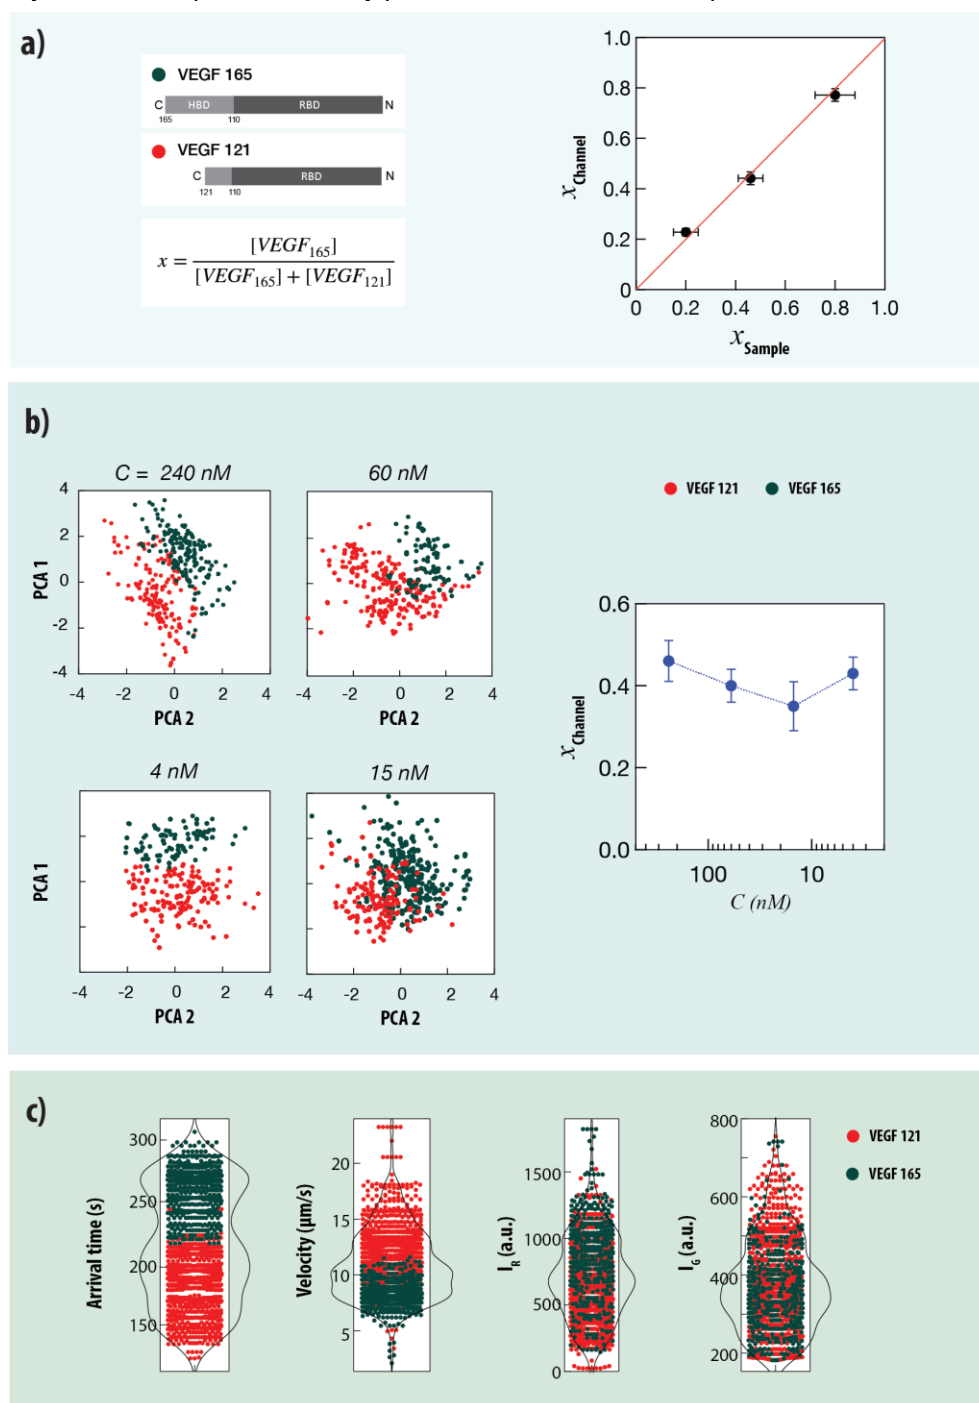 a)
VEGF 165
C HBD RBD N
165 110
VEGF 121
C RBD N
121 110
x = [VEGF165] / [VEGF165] + [VEGF121]
1.0
0.8
0.6
0.4
0.2
0
0 0.2 0.4 0.6 0.8 1.0
xChannel
xSample
b)
C = 240 nM
60 nM
4
2
0
-2
-4
PCA 1
-4 -2 0 2 4
PCA 2
-4 -2 0 2 4
PCA 2
4 nM
15 nM
PCA 1
-4 -2 0 2 4
PCA 2
-4 -2 0 2 4
PCA 2
VEGF 121 VEGF 165
0.6
0.4
0.2
0.0
xChannel
100 10
C (nM)
c)
Arrival time (s)
300
250
200
150
Velocity (µm/s)
20
15
10
5
IR (a.u.)
1500
1000
500
0
IG (a.u.)
800
600
400
200
VEGF 121
VEGF 165